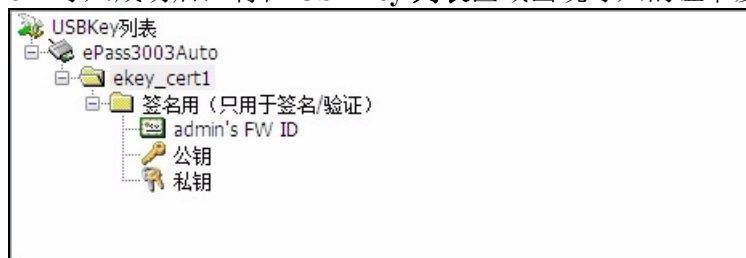 USBKey列表
ePass3003Auto
ekey_cert1
签名用（只用于签名/验证）
admin's FW ID
公钥
私钥